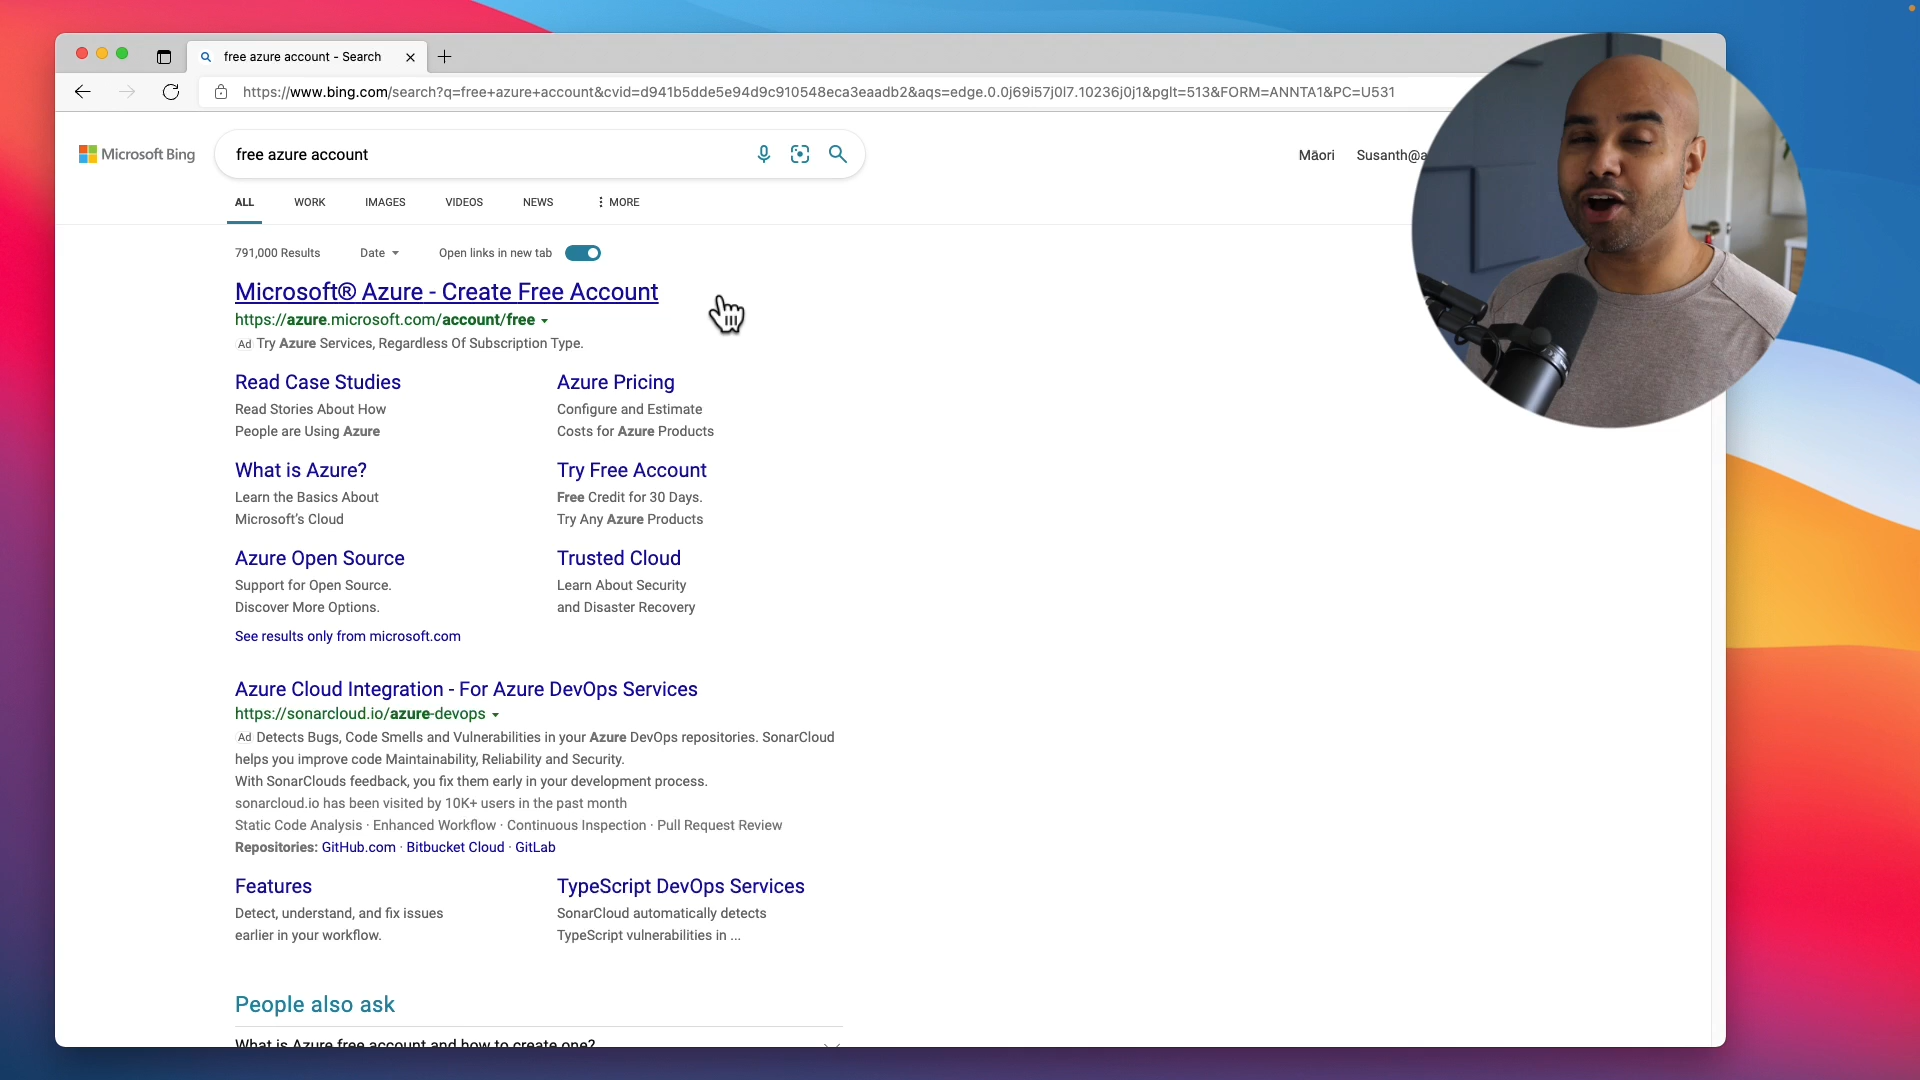 free azure account - Search
https://www.bing.com/search?q=free+azure+account&cvid=d941b5dde5e94d9c910548eca3eaadb2&aqs=edge.0.0j69i57j0l7.10236j0j1&pglt=513&FORM=ANNTA1&PC=U531
Microsoft Bing
free azure account
Māori
Susanth@a
ALL WORK IMAGES VIDEOS NEWS MORE
791,000 Results Date Open links in new tab
Microsoft® Azure - Create Free Account
https://azure.microsoft.com/account/free
Ad Try Azure Services, Regardless Of Subscription Type.
Read Case Studies
Read Stories About How
People are Using Azure
Azure Pricing
Configure and Estimate
Costs for Azure Products
What is Azure?
Learn the Basics About
Microsoft's Cloud
Try Free Account
Free Credit for 30 Days.
Try Any Azure Products
Azure Open Source
Support for Open Source.
Discover More Options.
Trusted Cloud
Learn About Security
and Disaster Recovery
See results only from microsoft.com
Azure Cloud Integration - For Azure DevOps Services
https://sonarcloud.io/azure-devops
Ad Detects Bugs, Code Smells and Vulnerabilities in your Azure DevOps repositories. SonarCloud
helps you improve code Maintainability, Reliability and Security.
With SonarClouds feedback, you fix them early in your development process.
sonarcloud.io has been visited by 10K+ users in the past month
Static Code Analysis · Enhanced Workflow · Continuous Inspection · Pull Request Review
Repositories: GitHub.com · Bitbucket Cloud · GitLab
Features
Detect, understand, and fix issues
earlier in your workflow.
TypeScript DevOps Services
SonarCloud automatically detects
TypeScript vulnerabilities in ...
People also ask
What is Azure free account and how to create one?